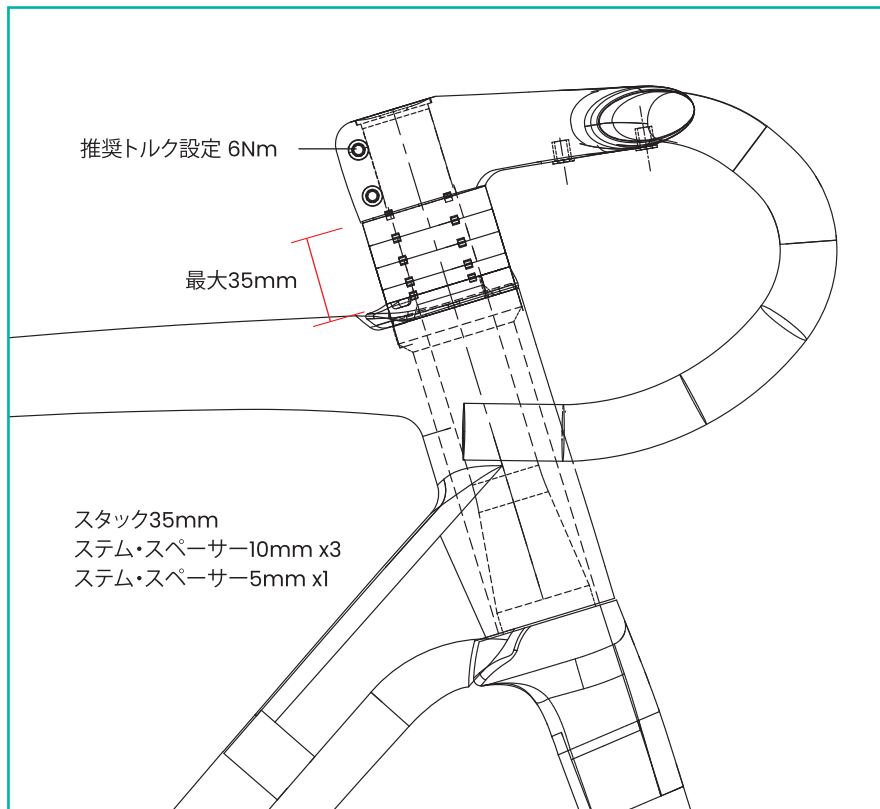 推奨トルク設定 6Nm
最大35mm
スタック35mm
ステム・スペーサー10mm x3
ステム・スペーサー5mm x1